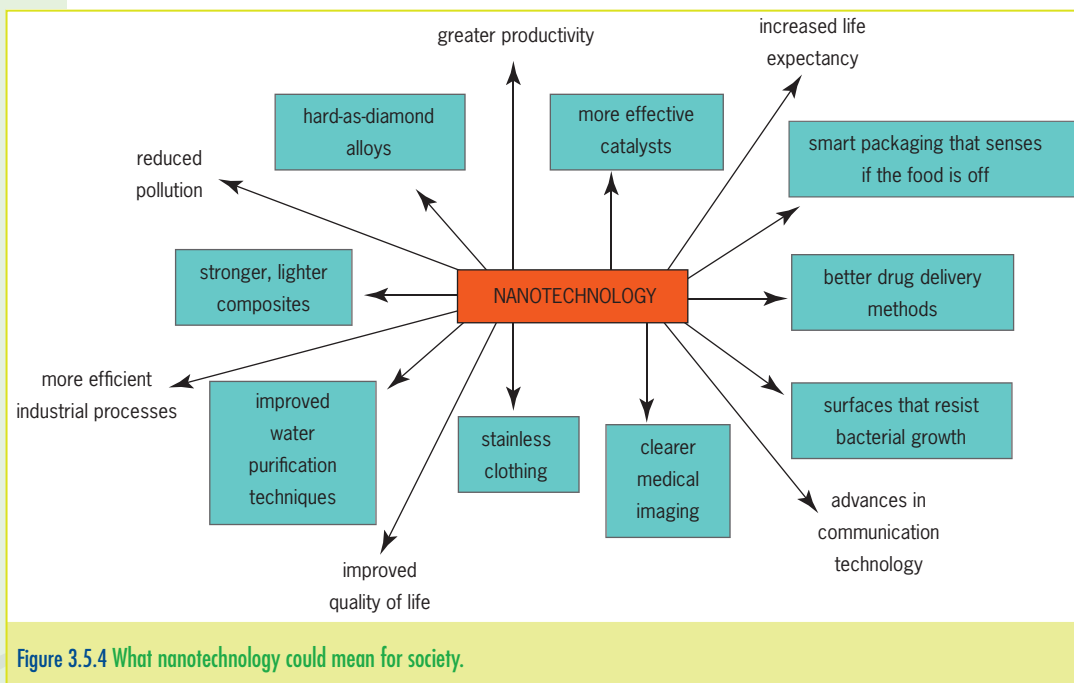 greater productivity
increased life
expectancy
hard-as-diamond
alloys
more effective
catalysts
smart packaging that senses
if the food is off
reduced
pollution
stronger, lighter
composites
NANOTECHNOLOGY
better drug delivery
methods
more efficient
industrial processes
improved
water
purification
techniques
stainless
clothing
clearer
medical
imaging
surfaces that resist
bacterial growth
advances in
communication
technology
improved
quality of life
Figure 3.5.4 What nanotechnology could mean for society.